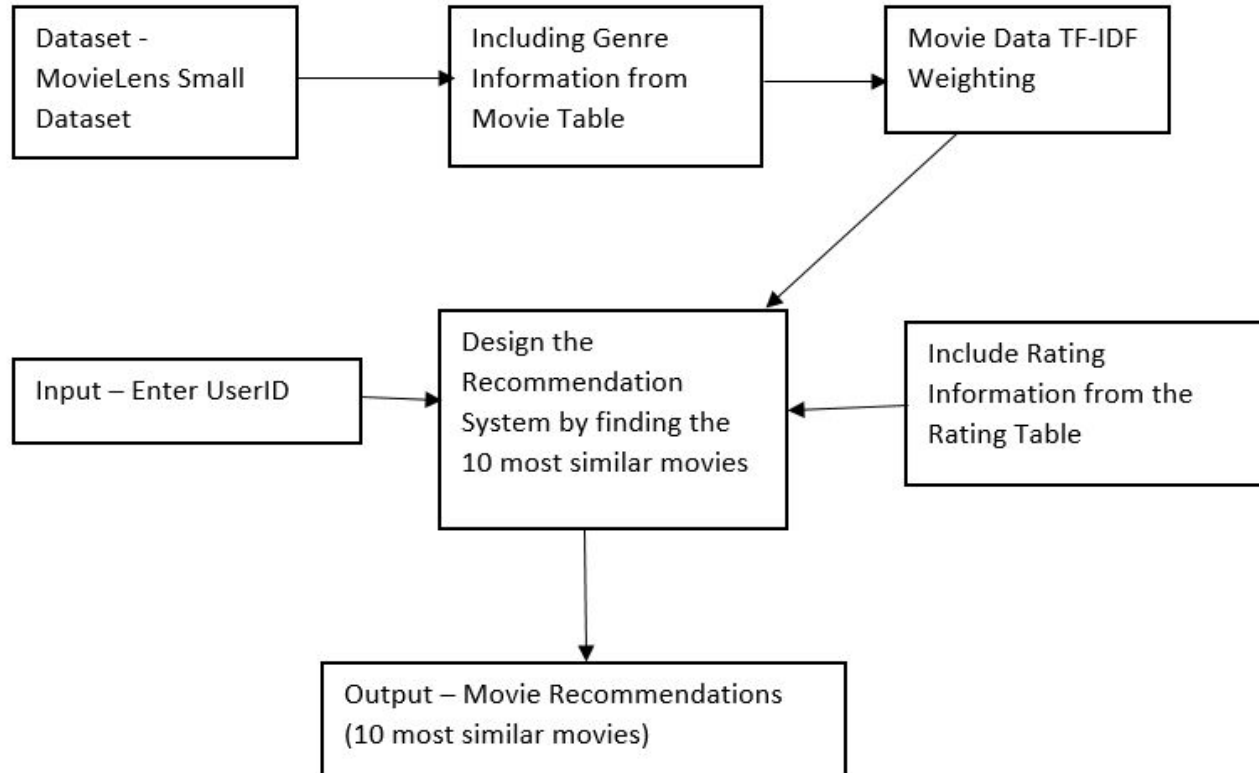 Dataset -
MovieLens Small
Dataset
Including Genre
Information from
Movie Table
Movie Data TF-IDF
Weighting
Input – Enter UserID
Design the
Recommendation
System by finding the
10 most similar movies
Include Rating
Information from the
Rating Table
Output – Movie Recommendations
(10 most similar movies)